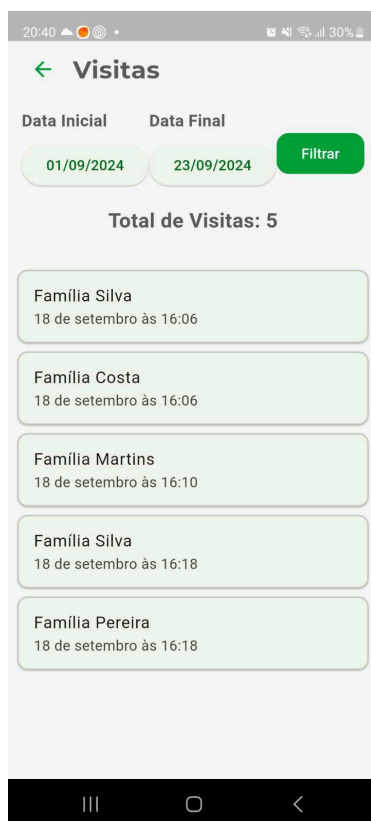 20:40
30%
Visitas
Data Inicial Data Final
01/09/2024 23/09/2024 Filtrar
Total de Visitas: 5
Família Silva
18 de setembro às 16:06
Família Costa
18 de setembro às 16:06
Família Martins
18 de setembro às 16:10
Família Silva
18 de setembro às 16:18
Família Pereira
18 de setembro às 16:18